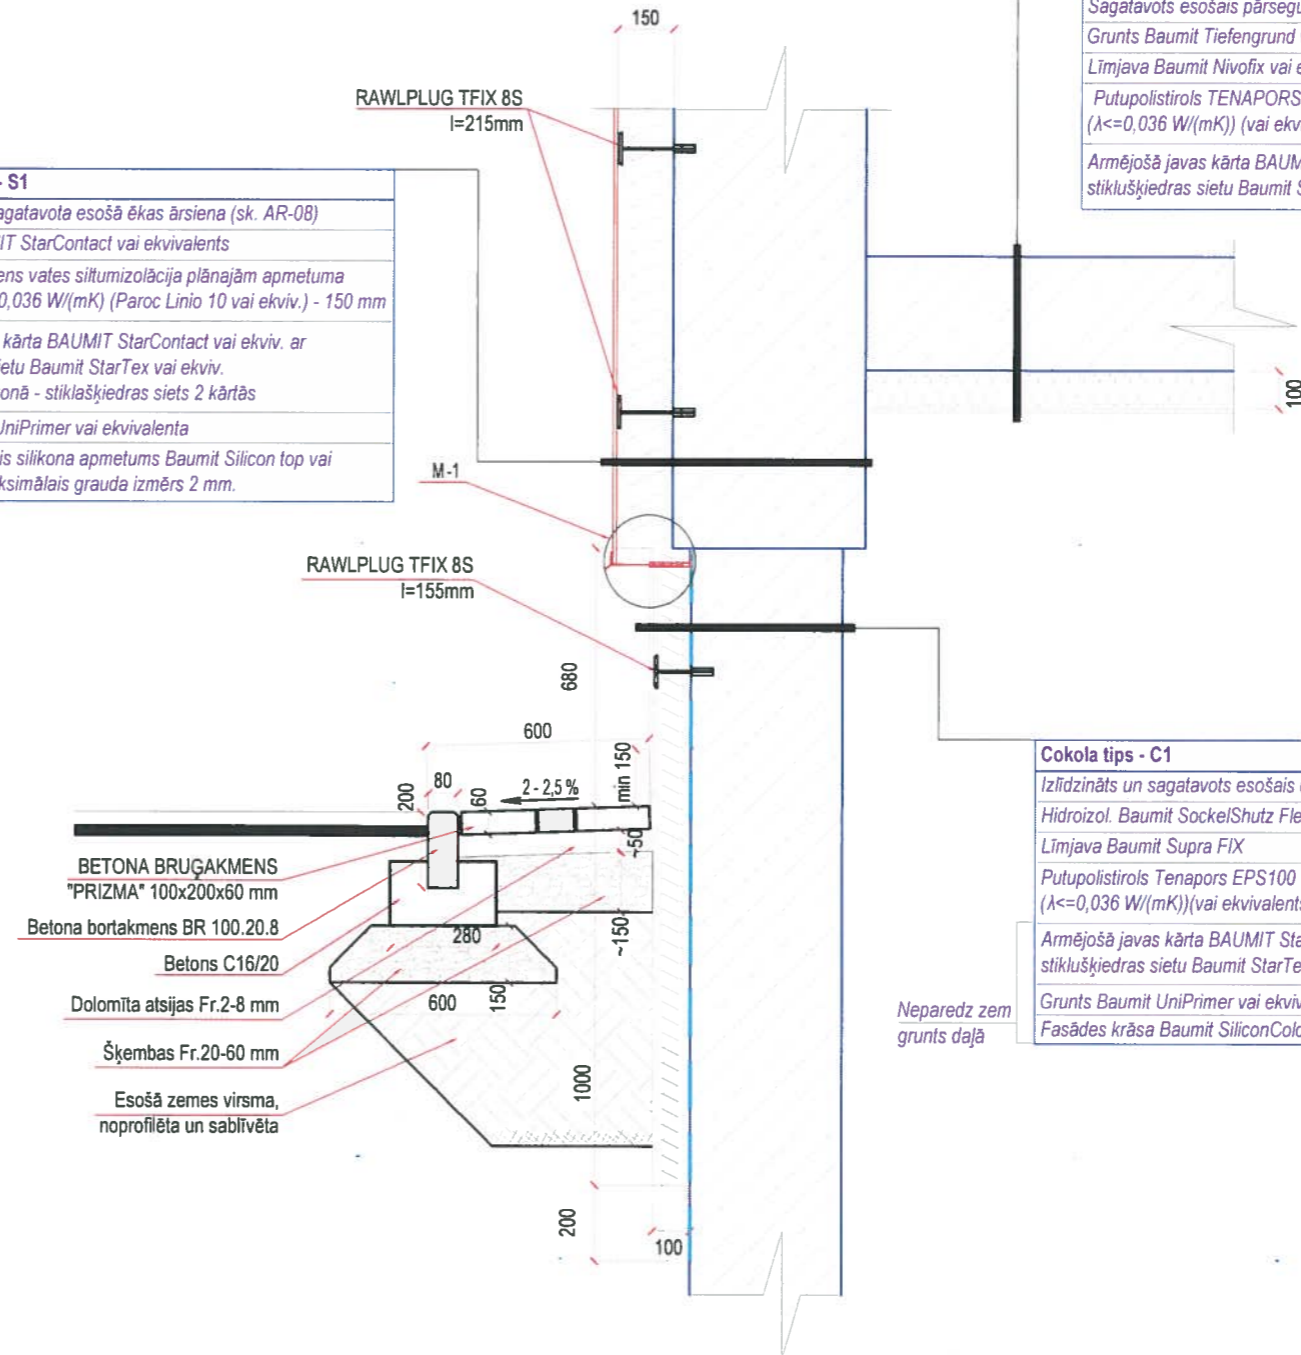 150
Sagatavots esošais pārsegu
Grunts Baumit Tiefengrund
Līmjava Baumit Nivofix vai e
Putupolistirols TENAPORS
(λ<=0,036 W/(mK)) (vai ekv
Armējošā javas kārta BAUM
stiklušķiedras sietu Baumit S
RAWLPLUG TFIX 8S
l=215mm
- S1
agatavota esošā ēkas ārsiena (sk. AR-08)
IT StarContact vai ekvivalents
ens vates siltumizolācija plānajām apmetuma
0,036 W/(mK) (Paroc Linio 10 vai ekviv.) - 150 mm
kārta BAUMIT StarContact vai ekviv. ar
ietu Baumit StarTex vai ekviv.
onā - stiklašķiedras siets 2 kārtās
UniPrimer vai ekvivalenta
is silikona apmetums Baumit Silicon top vai
ksimālais grauda izmērs 2 mm.
100
M-1
RAWLPLUG TFIX 8S
l=155mm
680
600
200
80
60
2 - 2,5 %
min 150
~50
BETONA BRUĢAKMENS
"PRIZMA" 100x200x60 mm
Betona bortakmens BR 100.20.8
Betons C16/20
Dolomīta atsijas Fr.2-8 mm
Šķembas Fr.20-60 mm
Esošā zemes virsma,
noprofilēta un sablīvēta
280
~150
600
150
1000
200
100
Cokola tips - C1
Izlīdzināts un sagatavots esošais
Hidroizol. Baumit SockelShutz Fle
Līmjava Baumit Supra FIX
Putupolistirols Tenapors EPS100
(λ<=0,036 W/(mK))(vai ekvivalents
Armējošā javas kārta BAUMIT Sta
stiklušķiedras sietu Baumit StarTe
Grunts Baumit UniPrimer vai ekviv
Fasādes krāsa Baumit SiliconColo
Neparedz zem
grunts daļā